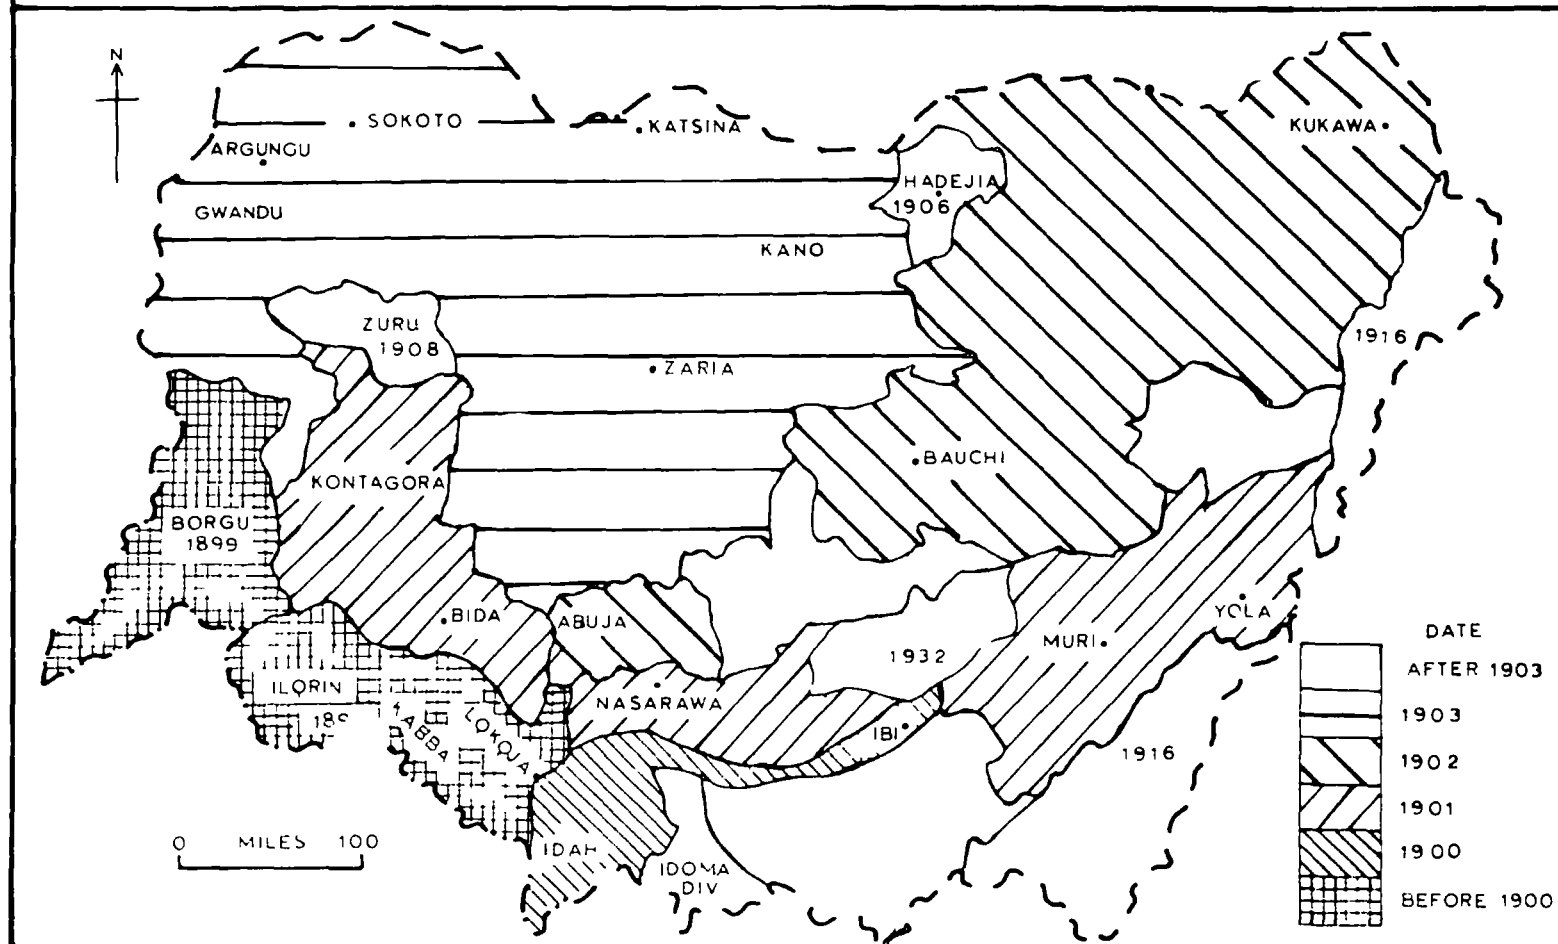 N
SOKOTO
KATSINA
KUKAWA
ARGUNGU
HADEJIA
1906
GWANDU
KANO
ZURU
1908
1916
ZARIA
BAUCHI
KONTAGORA
BORGU
1899
BIDA
ABUJA
YOLA
MURI
1932
ILORIN
NASARAWA
LOKOJA
IBI
1916
0 MILES 100
IDAH
IDOMA
DIV
DATE
AFTER 1903
1903
1902
1901
1900
BEFORE 1900